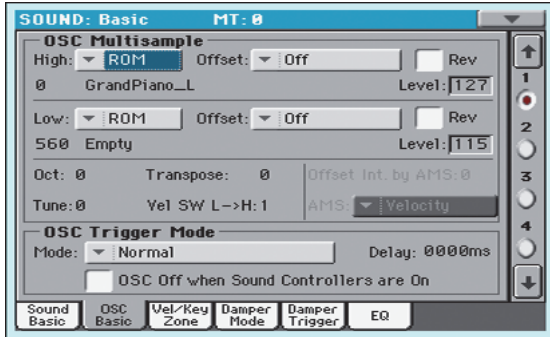 SOUND: Basic MT: 0
OSC Multisample
High: ROM Offset: Off Rev
0 GrandPiano_L Level: 127
Low: ROM Offset: Off Rev
560 Empty Level: 115
Oct: 0 Transpose: 0 Offset Int. by AMS: 0
Tune: 0 Vel SW L->H: 1 AMS: Velocity
OSC Trigger Mode
Mode: Normal Delay: 0000ms
OSC Off when Sound Controllers are On
Sound Basic OSC Basic Vel/Key Zone Damper Mode Damper Trigger EQ
1
2
3
4